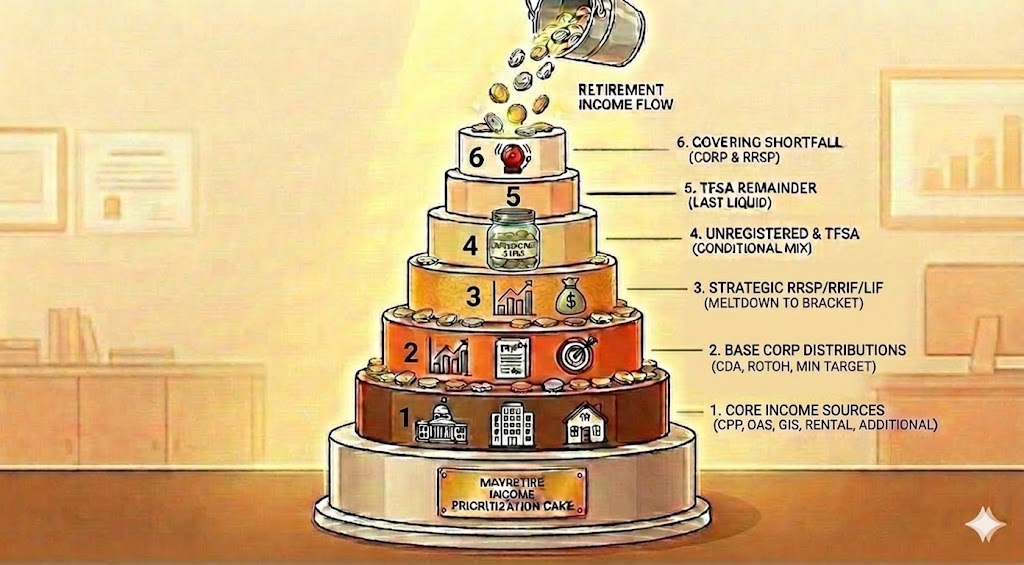 RETIREMENT
INCOME FLOW
6
6. COVERING SHORTFALL
(CORP & RRSP)
5
5. TFSA REMAINDER
(LAST LIQUID)
4
4. UNREGISTERED & TFSA
(CONDITIONAL MIX)
3
$
3. STRATEGIC RRSP/RRIF/LIF
(MELTDOWN TO BRACKET)
2
2. BASE CORP DISTRIBUTIONS
(CDA, ROTOH, MIN TARGET)
1
1. CORE INCOME SOURCES
(CPP, OAS, GIS, RENTAL, ADDITIONAL)
MAYRETIRE
INCOME
PRICRITIZATION CAKE